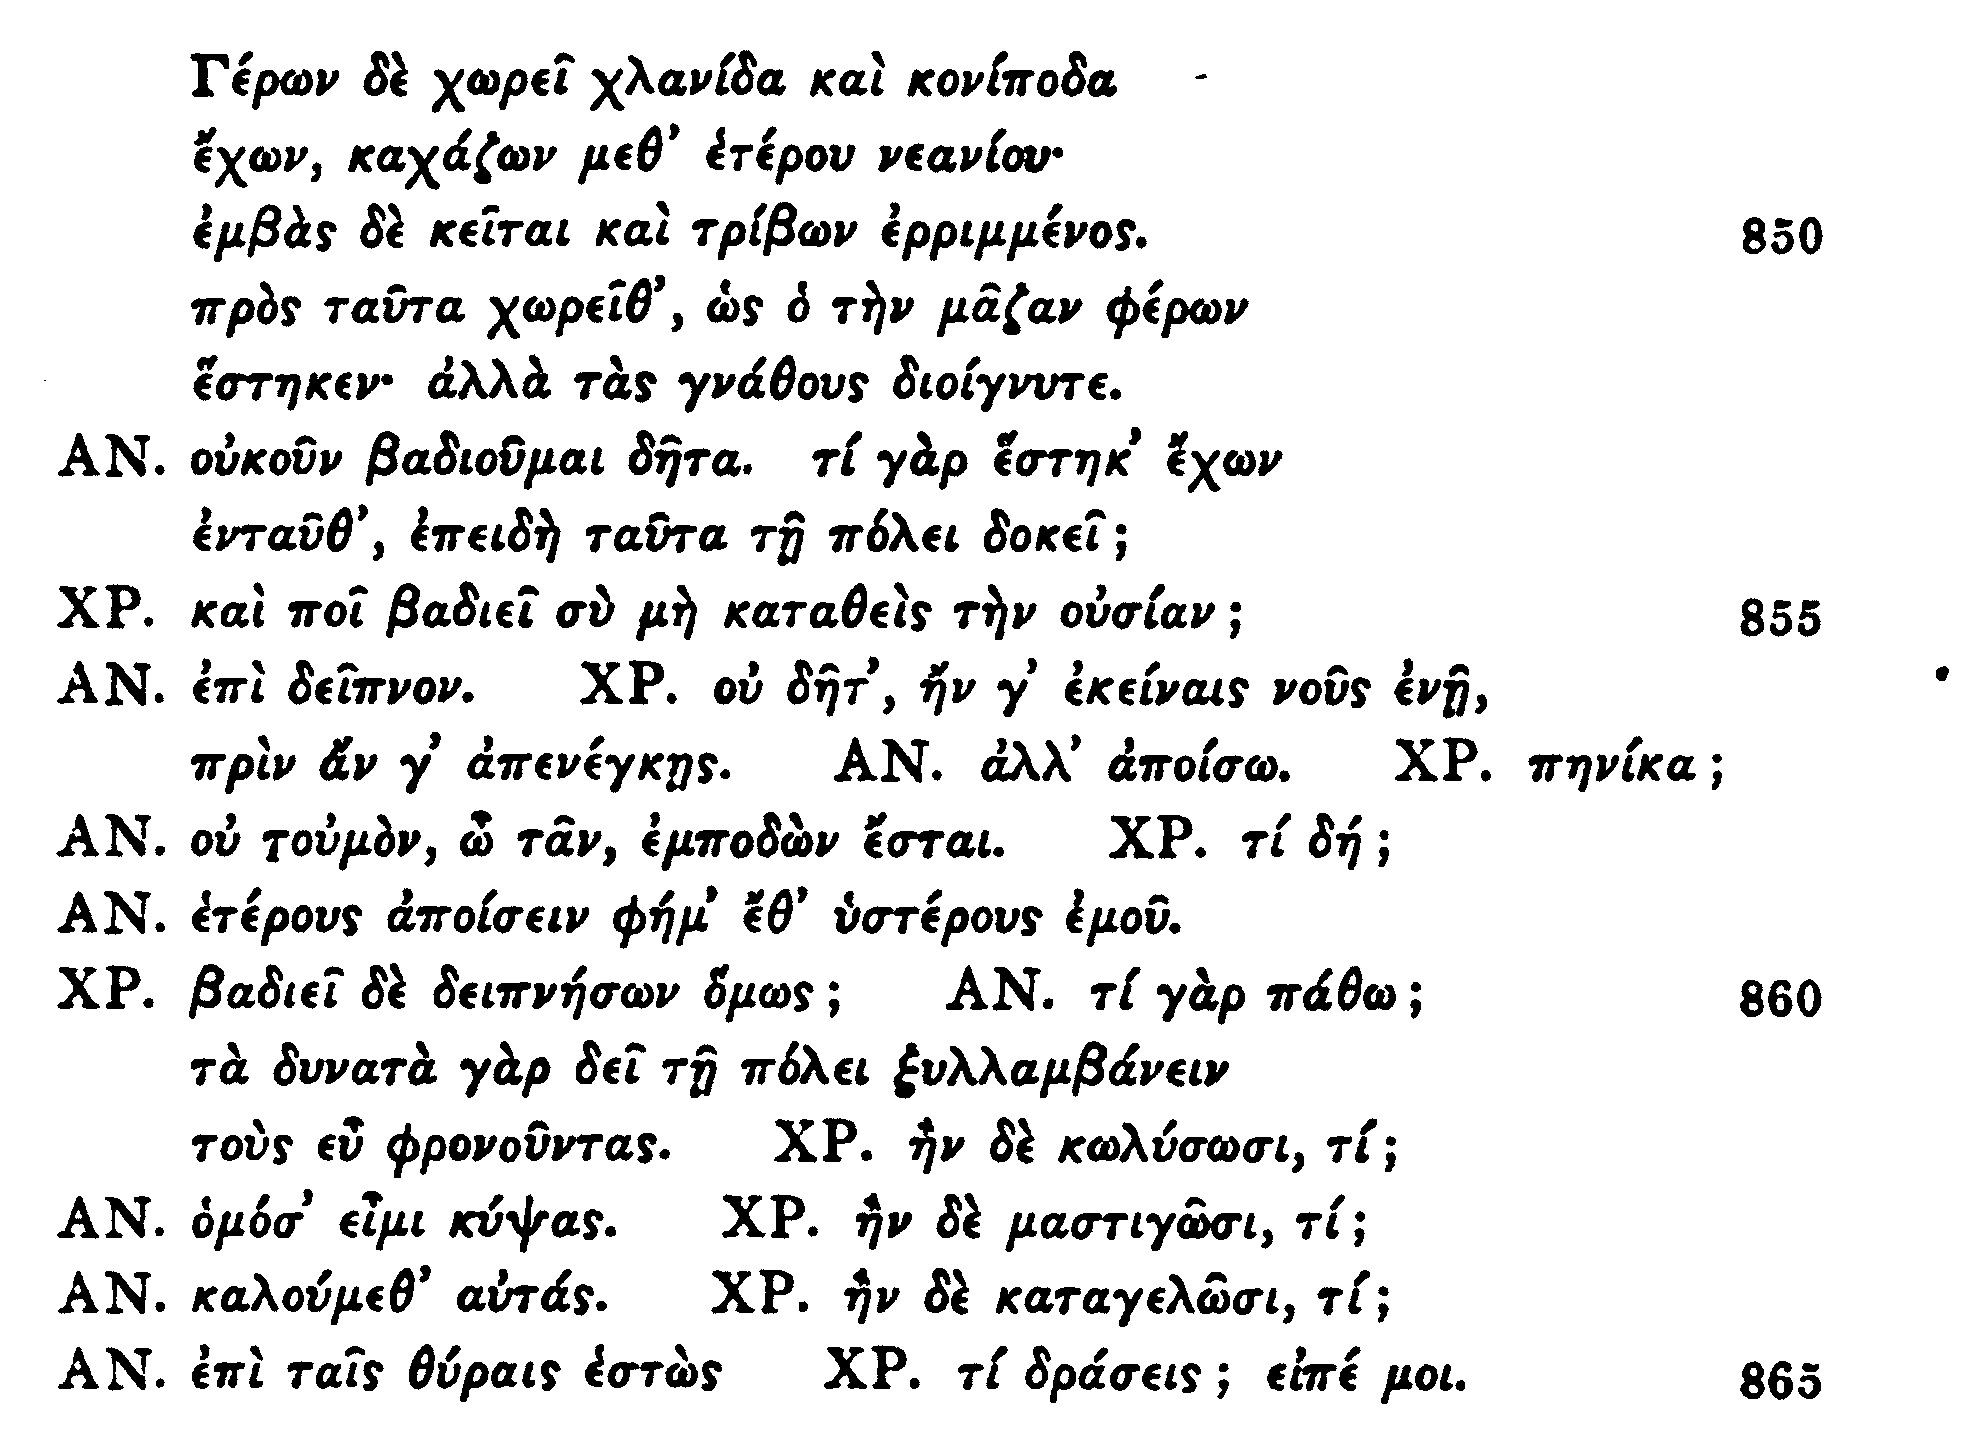 Γέρων δὲ χωρεῖ χλανίδα καὶ κονίποδα
ἔχων, καχάζων μεθ’ ἑτέρου νεανίου·
ἐμβὰς δὲ κεῖται καὶ τρίβων ἐρριμμένος. 850
πρὸς ταῦτα χωρεῖθ’, ὡς ὁ τὴν μᾶζαν φέρων
ἕστηκεν· ἀλλὰ τὰς γνάθους διοίγνυτε.
ΑΝ. οὐκοῦν βαδιοῦμαι δῆτα. τί γὰρ ἕστηκ’ ἔχων
ἐνταῦθ’, ἐπειδὴ ταῦτα τῇ πόλει δοκεῖ;
ΧΡ. καὶ ποῖ βαδιεῖ σὺ μὴ καταθεὶς τὴν οὐσίαν; 855
ΑΝ. ἐπὶ δεῖπνον. ΧΡ. οὐ δῆτ’, ἤν γ’ ἐκείναις νοῦς ἐνῇ,
πρὶν ἄν γ’ ἀπενέγκῃς. ΑΝ. ἀλλ’ ἀποίσω. ΧΡ. πηνίκα;
ΑΝ. οὐ τοὐμὸν, ὦ τᾶν, ἐμποδὼν ἔσται. ΧΡ. τί δή;
ΑΝ. ἑτέρους ἀποίσειν φήμ’ ἔθ’ ὑστέρους ἐμοῦ.
ΧΡ. βαδιεῖ δὲ δειπνήσων ὅμως; ΑΝ. τί γὰρ πάθω; 860
τὰ δυνατὰ γὰρ δεῖ τῇ πόλει ξυλλαμβάνειν
τοὺς εὖ φρονοῦντας. ΧΡ. ἢν δὲ κωλύσωσι, τί;
ΑΝ. ὁμόσ’ εἶμι κύψας. ΧΡ. ἢν δὲ μαστιγῶσι, τί;
ΑΝ. καλούμεθ’ αὐτάς. ΧΡ. ἢν δὲ καταγελῶσι, τί;
ΑΝ. ἐπὶ ταῖς θύραις ἑστὼς ΧΡ. τί δράσεις; εἰπέ μοι. 865